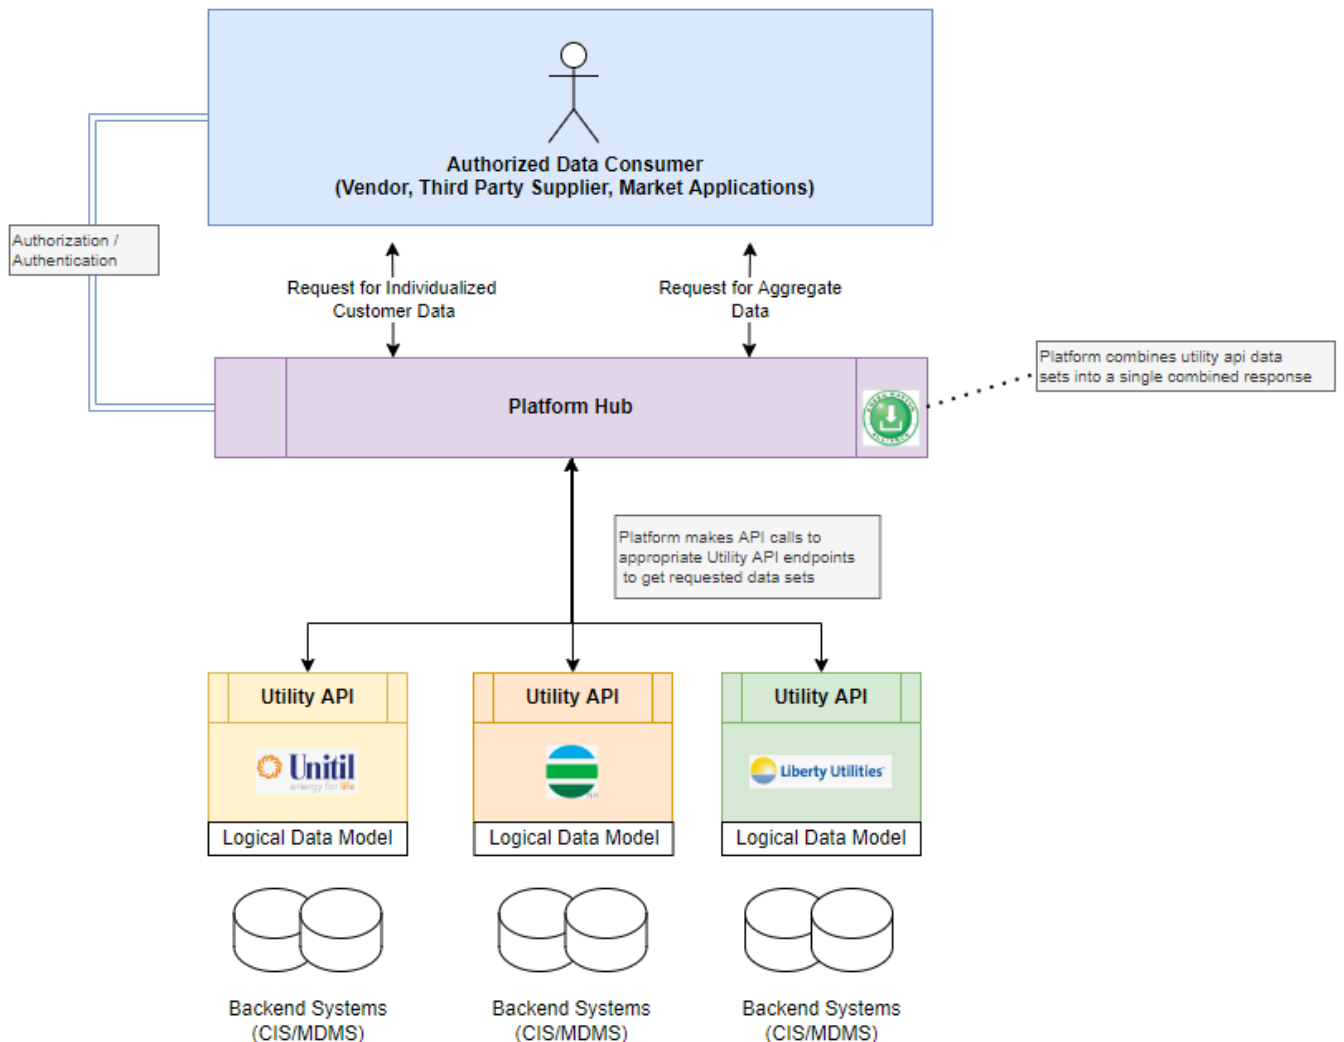 Authorized Data Consumer
(Vendor, Third Party Supplier, Market Applications)
Authorization /
Authentication
Request for Individualized
Customer Data
Request for Aggregate
Data
Platform combines utility api data
sets into a single combined response
Platform Hub
GREEN BUTTON
ALLIANCE
Platform makes API calls to
appropriate Utility API endpoints
to get requested data sets
Utility API
Utility API
Utility API
Unitil
energy for life
NH
Liberty Utilities
Logical Data Model
Logical Data Model
Logical Data Model
Backend Systems
(CIS/MDMS)
Backend Systems
(CIS/MDMS)
Backend Systems
(CIS/MDMS)